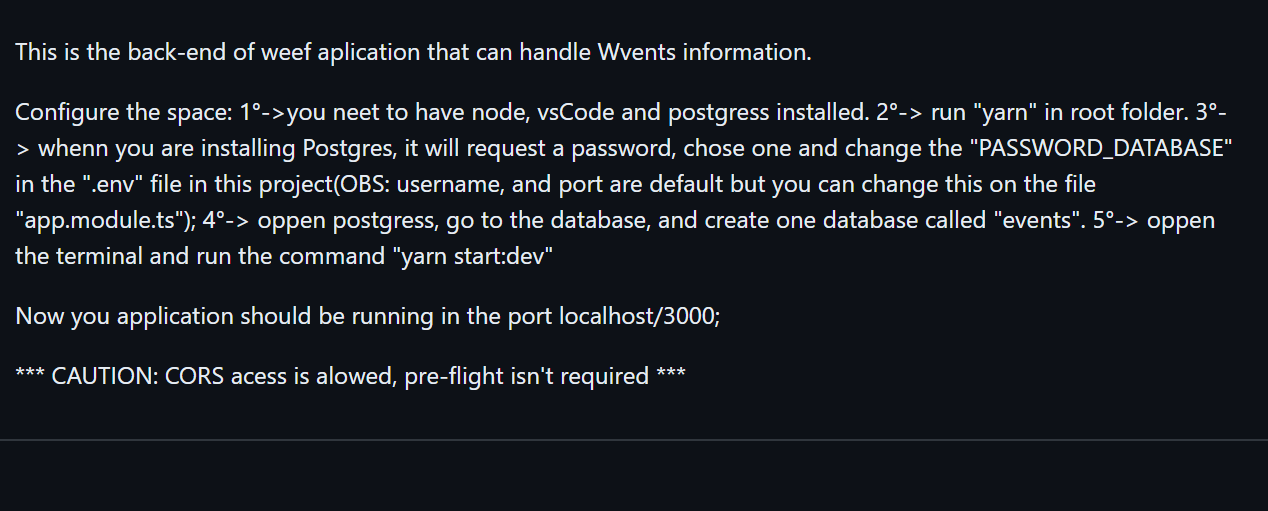 This is the back-end of weef aplication that can handle Wvents information.
Configure the space: 1°->you neet to have node, vsCode and postgress installed. 2°-> run "yarn" in root folder. 3°-
> whenn you are installing Postgres, it will request a password, chose one and change the "PASSWORD_DATABASE"
in the ".env" file in this project(OBS: username, and port are default but you can change this on the file
"app.module.ts"); 4°-> oppen postgress, go to the database, and create one database called "events". 5°-> oppen
the terminal and run the command "yarn start:dev"
Now you application should be running in the port localhost/3000;
*** CAUTION: CORS acess is alowed, pre-flight isn't required ***